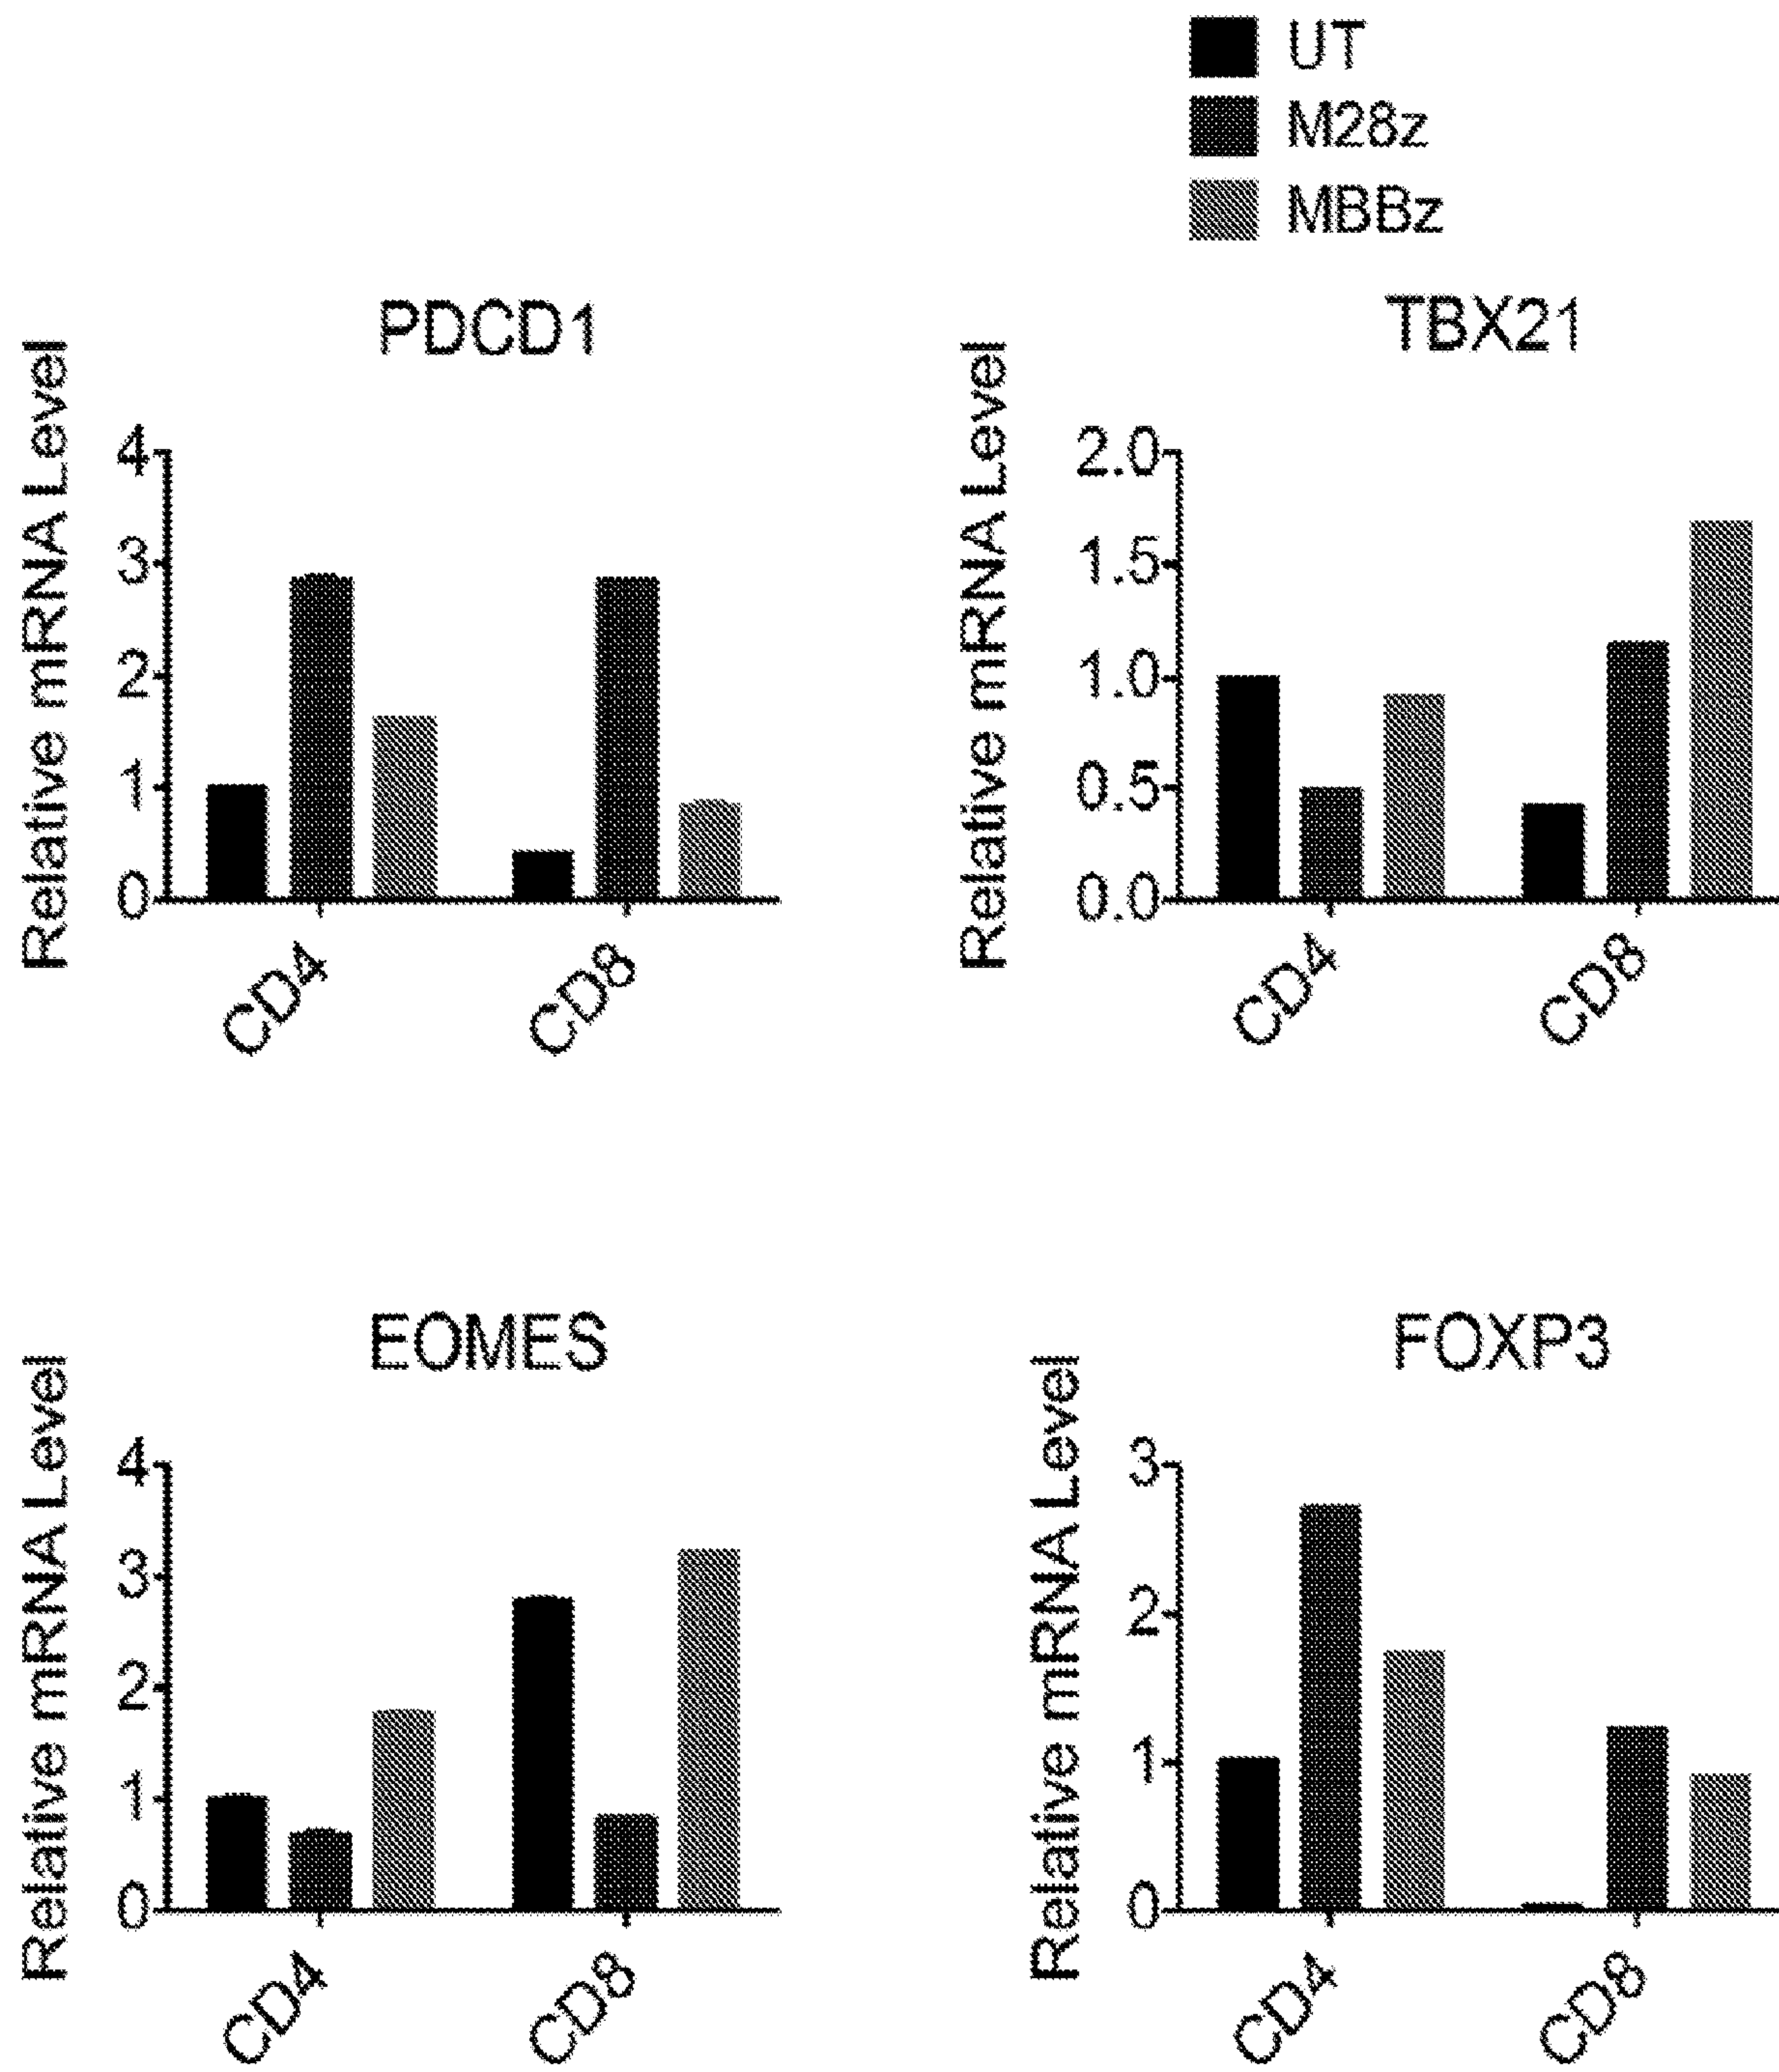 UT
M28z
MBBz
PDCD1
Relative mRNA Level
4
3
2
1
0
CD4
CD8
TBX21
Relative mRNA Level
2.0
1.5
1.0
0.5
0.0
CD4
CD8
EOMES
Relative mRNA Level
4
3
2
1
0
CD4
CD8
FOXP3
Relative mRNA Level
3
2
1
0
CD4
CD8